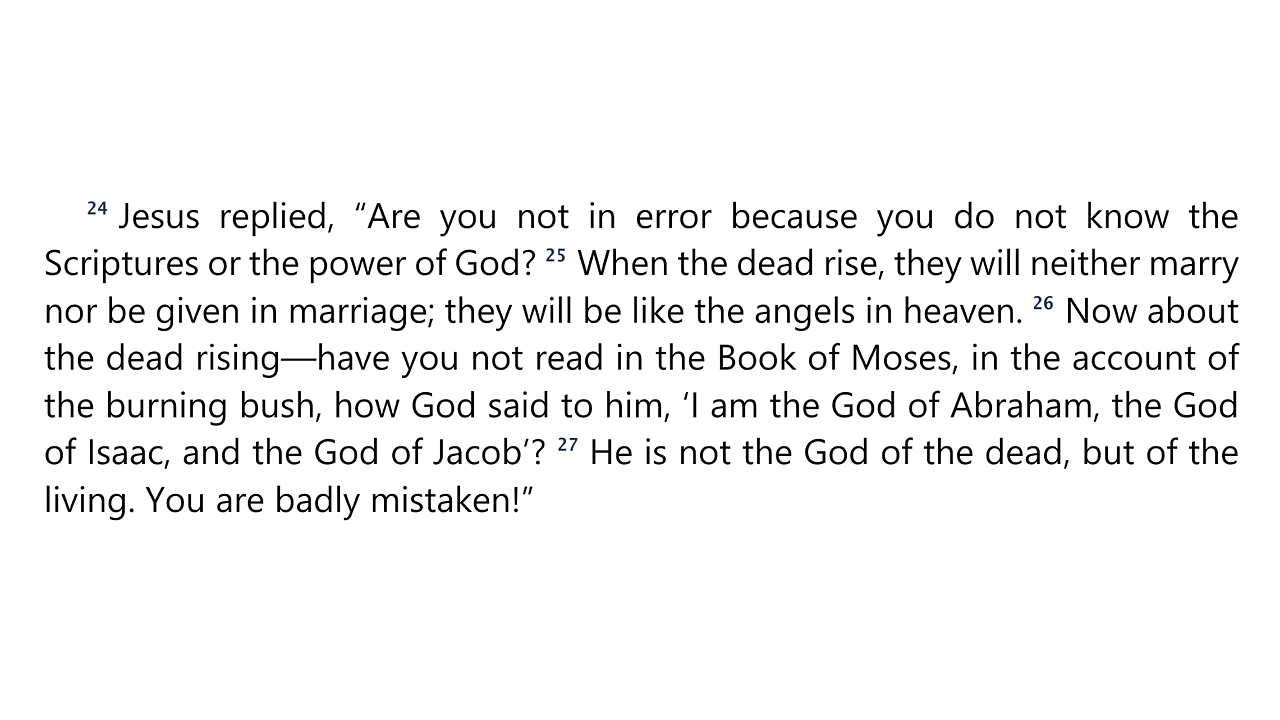 24 Jesus replied, “Are you not in error because you do not know the
Scriptures or the power of God? 25 When the dead rise, they will neither marry
nor be given in marriage; they will be like the angels in heaven. 26 Now about
the dead rising—have you not read in the Book of Moses, in the account of
the burning bush, how God said to him, ‘I am the God of Abraham, the God
of Isaac, and the God of Jacob’? 27 He is not the God of the dead, but of the
living. You are badly mistaken!”